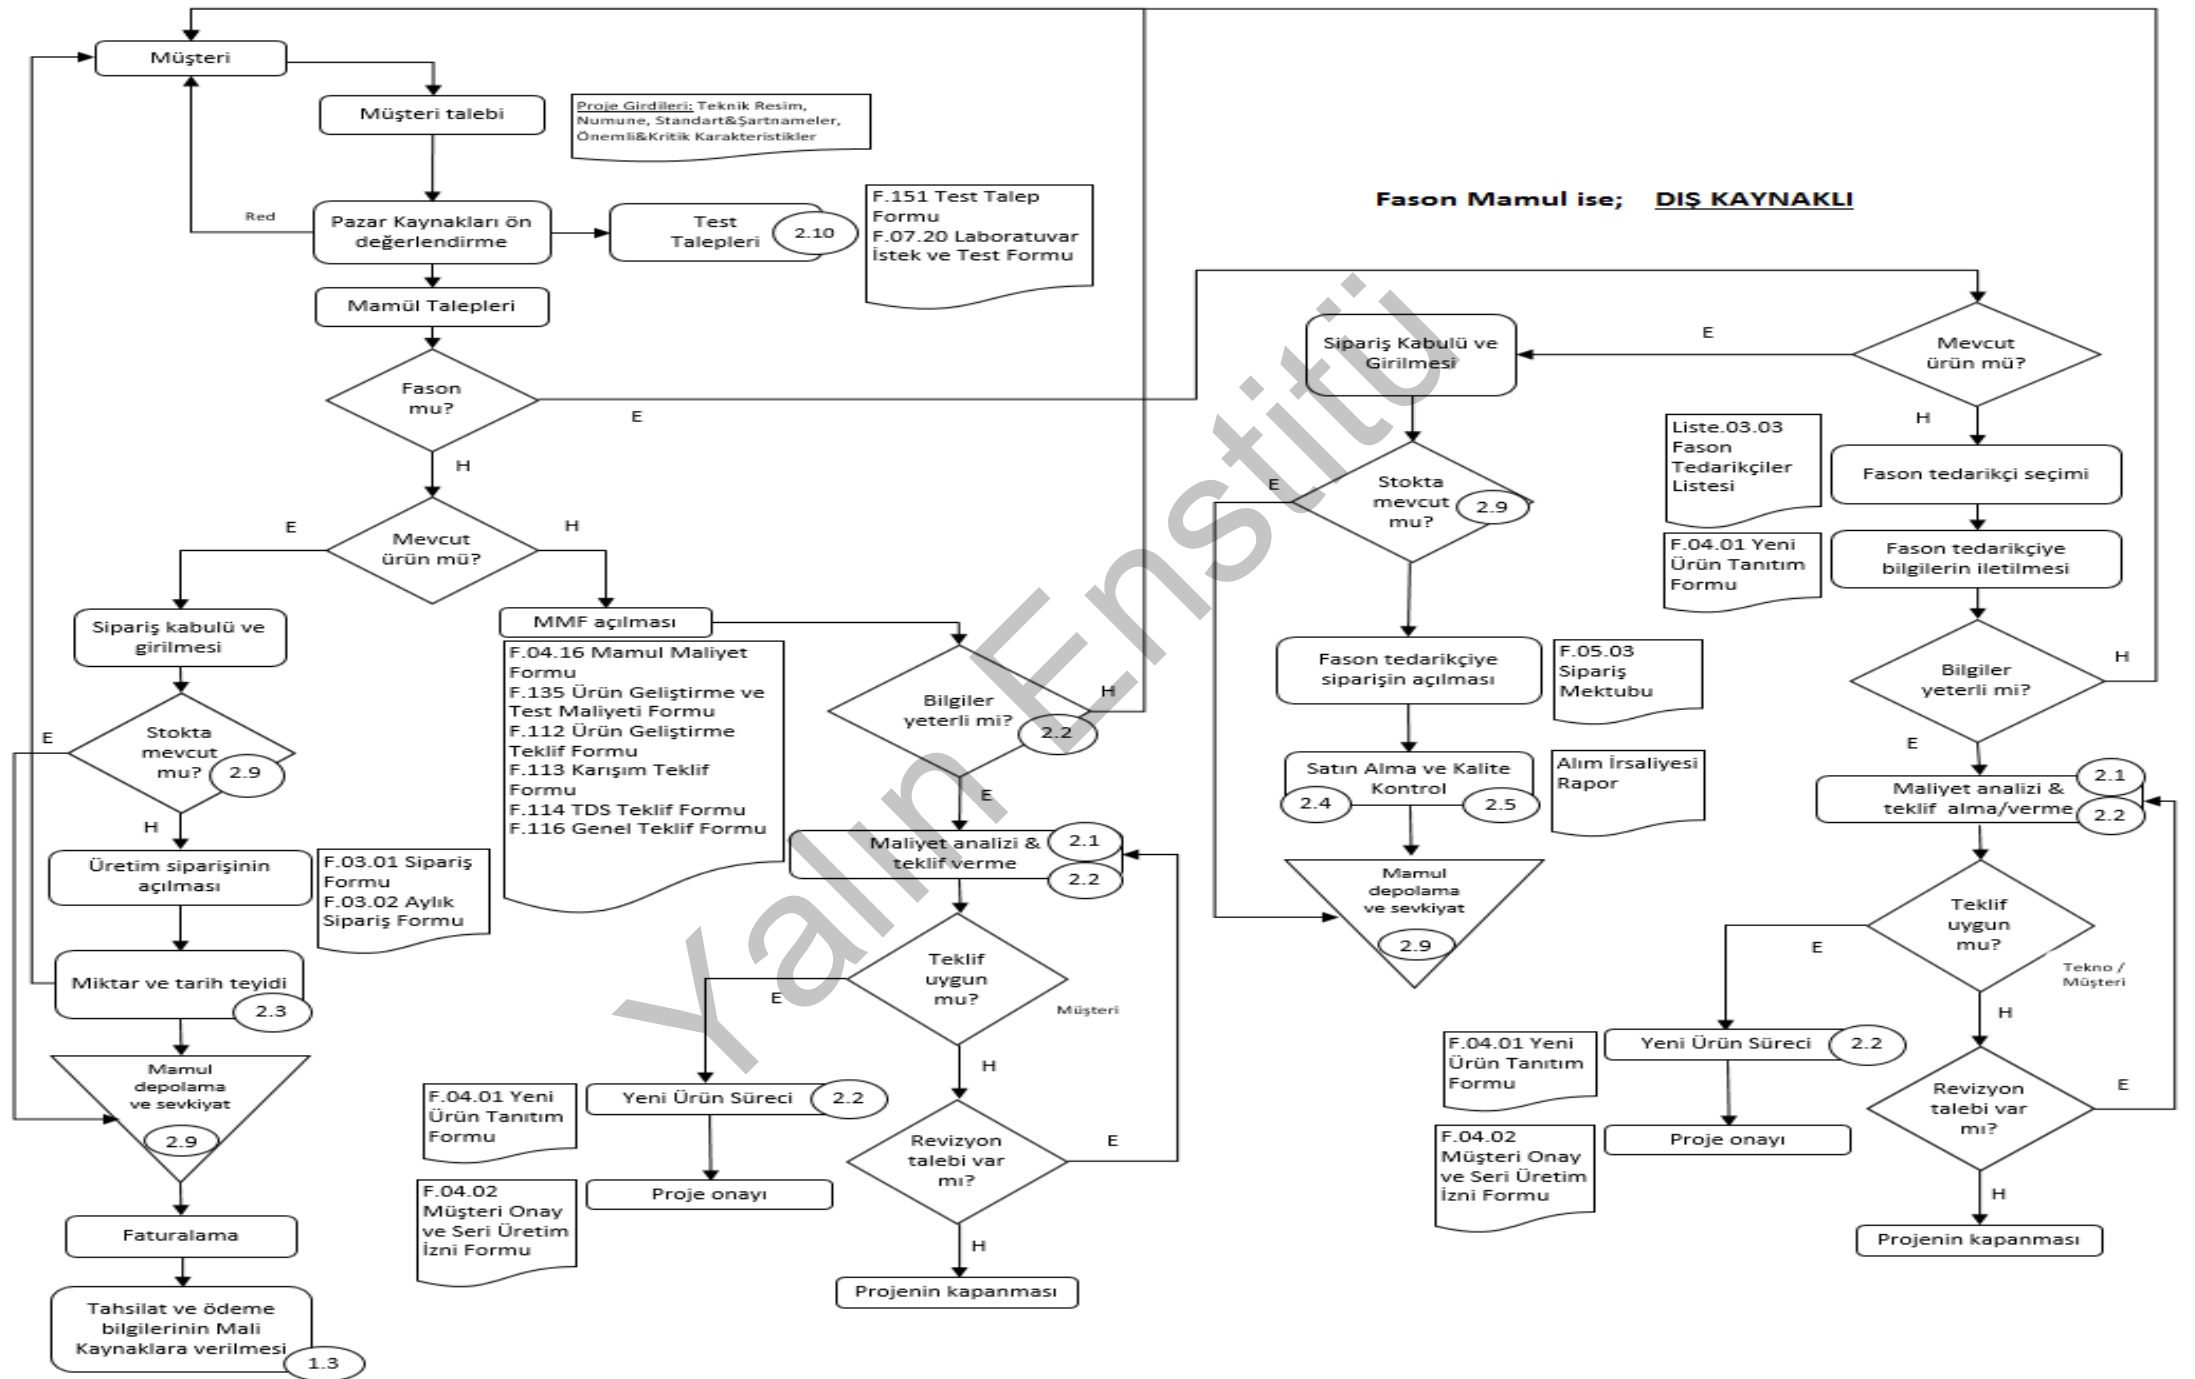 Müşteri
Müşteri talebi
Proje Girdileri: Teknik Resim,
Numune, Standart&Şartnameler,
Önemli&Kritik Karakteristikler
Red
Pazar Kaynakları ön
değerlendirme
Test
Talepleri
2.10
F.151 Test Talep
Formu
F.07.20 Laboratuvar
İstek ve Test Formu
Mamül Talepleri
Fason
mu?
E
H
Mevcut
ürün mü?
E
H
Sipariş kabulü ve
girilmesi
Stokta
mevcut
mu?
2.9
E
H
Üretim siparişinin
açılması
F.03.01 Sipariş
Formu
F.03.02 Aylık
Sipariş Formu
Miktar ve tarih teyidi
2.3
Mamul
depolama
ve sevkiyat
2.9
Faturalama
Tahsilat ve ödeme
bilgilerinin Mali
Kaynaklara verilmesi
1.3
MMF açılması
F.04.16 Mamul Maliyet
Formu
F.135 Ürün Geliştirme ve
Test Maliyeti Formu
F.112 Ürün Geliştirme
Teklif Formu
F.113 Karışım Teklif
Formu
F.114 TDS Teklif Formu
F.116 Genel Teklif Formu
Bilgiler
yeterli mi?
2.2
H
E
Maliyet analizi &
teklif verme
2.1
2.2
Teklif
uygun
mu?
Müşteri
E
H
F.04.01 Yeni
Ürün Tanıtım
Formu
Yeni Ürün Süreci
2.2
F.04.02
Müşteri Onay
ve Seri Üretim
İzni Formu
Proje onayı
Revizyon
talebi var
mı?
E
H
Projenin kapanması
Fason Mamul ise; DIŞ KAYNAKLI
Mevcut
ürün mü?
E
H
Sipariş Kabulü ve
Girilmesi
Stokta
mevcut
mu?
2.9
E
Fason tedarikçiye
siparişin açılması
F.05.03
Sipariş
Mektubu
Satın Alma ve Kalite
Kontrol
2.4
2.5
Alım İrsaliyesi
Rapor
Mamul
depolama
ve sevkiyat
2.9
Liste.03.03
Fason
Tedarikçiler
Listesi
Fason tedarikçi seçimi
F.04.01 Yeni
Ürün Tanıtım
Formu
Fason tedarikçiye
bilgilerin iletilmesi
Bilgiler
yeterli mi?
H
E
Maliyet analizi &
teklif alma/verme
2.1
2.2
Teklif
uygun
mu?
Tekno /
Müşteri
E
H
F.04.01 Yeni
Ürün Tanıtım
Formu
Yeni Ürün Süreci
2.2
F.04.02
Müşteri Onay
ve Seri Üretim
İzni Formu
Proje onayı
Revizyon
talebi var
mı?
E
H
Projenin kapanması
Yalın Enstitü